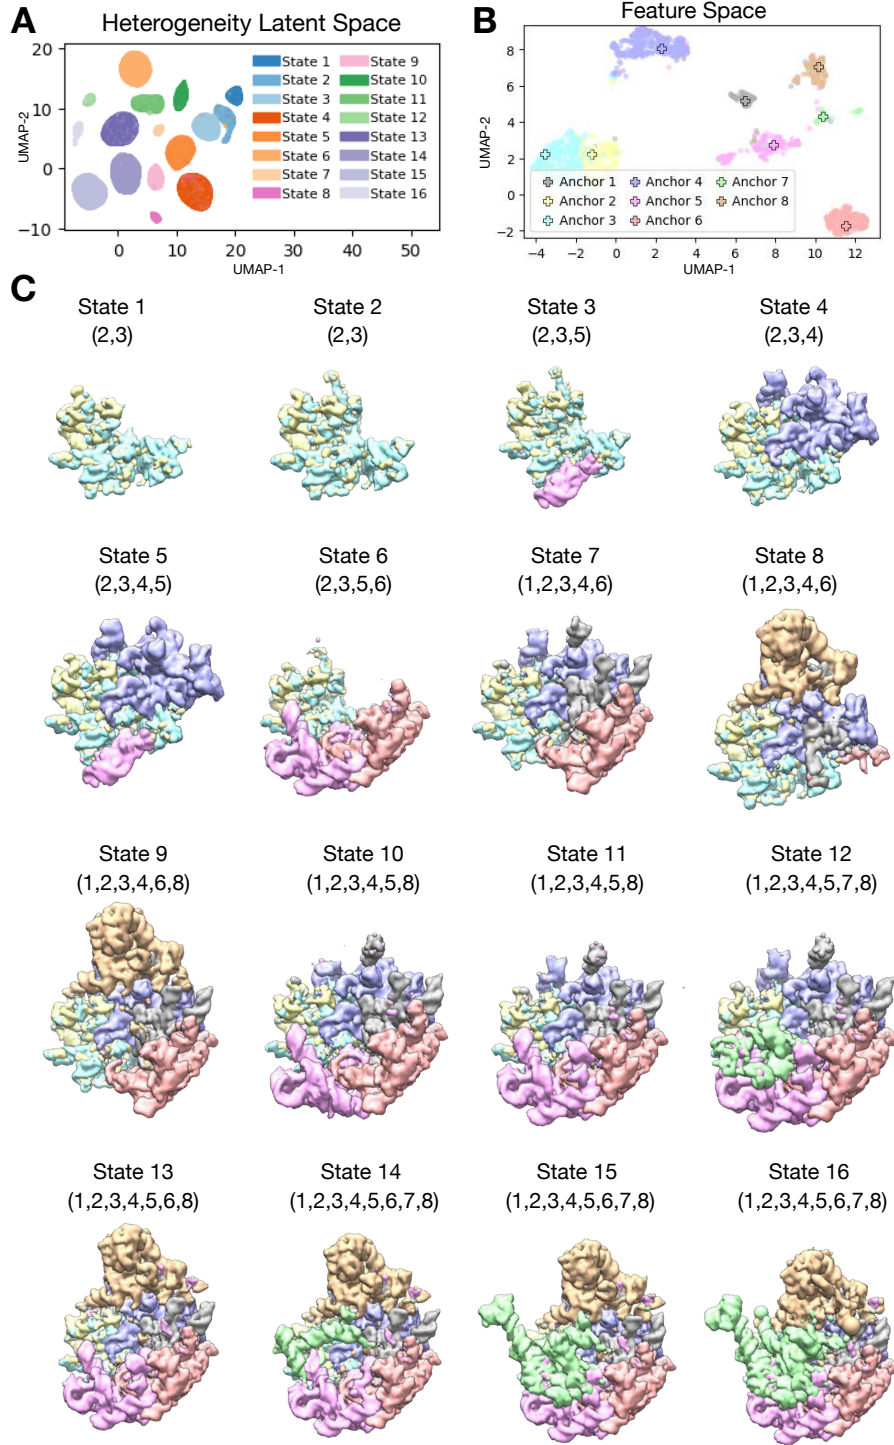 A
Heterogeneity Latent Space
20
10
0
−10
UMAP-2
0
10
20
30
40
50
UMAP-1
State 1
State 2
State 3
State 4
State 5
State 6
State 7
State 8
State 9
State 10
State 11
State 12
State 13
State 14
State 15
State 16
B
Feature Space
8
6
4
2
0
−2
UMAP-2
−4
−2
0
2
4
6
8
10
12
UMAP-1
Anchor 1
Anchor 2
Anchor 3
Anchor 4
Anchor 5
Anchor 6
Anchor 7
Anchor 8
C
State 1
(2,3)
State 2
(2,3)
State 3
(2,3,5)
State 4
(2,3,4)
State 5
(2,3,4,5)
State 6
(2,3,5,6)
State 7
(1,2,3,4,6)
State 8
(1,2,3,4,6)
State 9
(1,2,3,4,6,8)
State 10
(1,2,3,4,5,8)
State 11
(1,2,3,4,5,8)
State 12
(1,2,3,4,5,7,8)
State 13
(1,2,3,4,5,6,8)
State 14
(1,2,3,4,5,6,7,8)
State 15
(1,2,3,4,5,6,7,8)
State 16
(1,2,3,4,5,6,7,8)